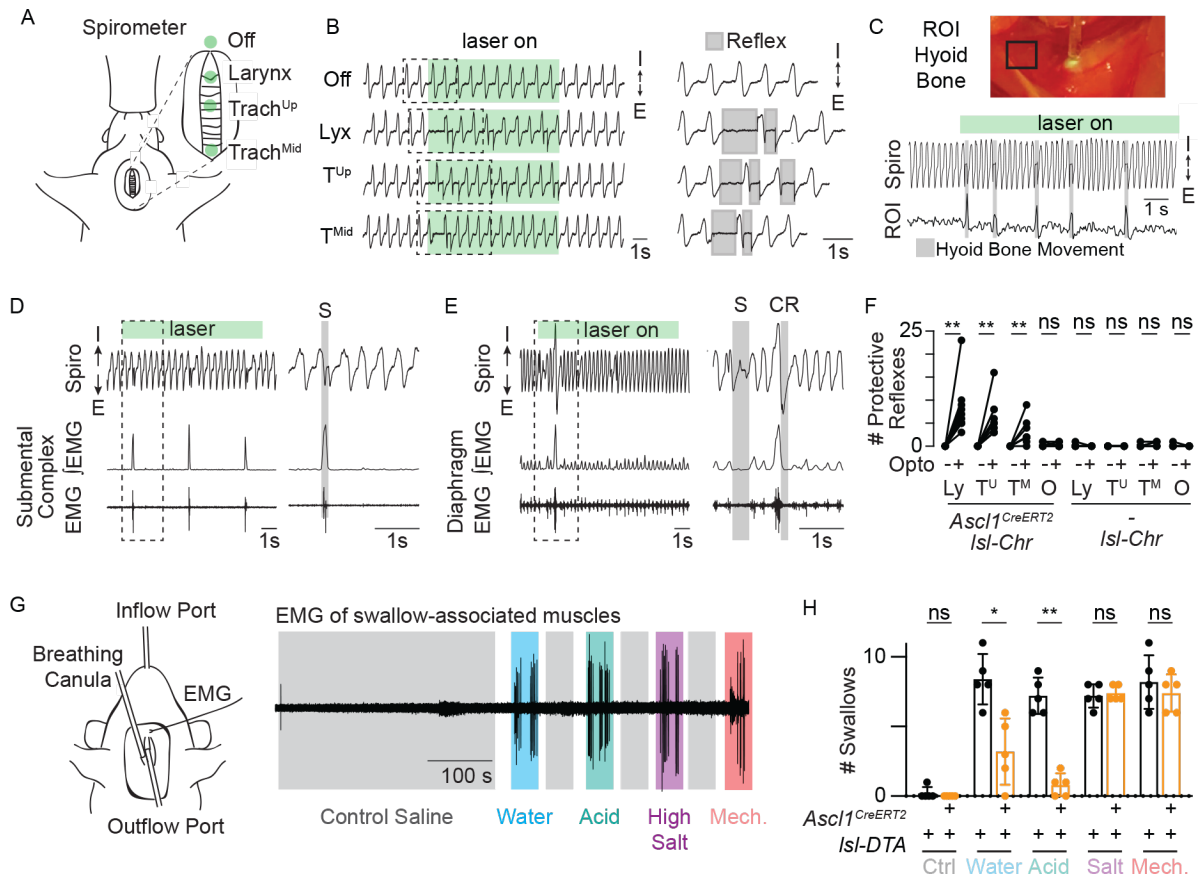 A
Spirometer
Off
Larynx
Trach^Up
Trach^Mid
B
laser on
Reflex
Off
Lyx
T^Up
T^Mid
I
E
1s
I
E
1s
C
ROI
Hyoid
Bone
laser on
Spiro
ROI
I
E
1 s
Hyoid Bone Movement
D
laser
S
Spiro
I
E
Submental
Complex
∫EMG
EMG
1s
1s
E
laser on
S
CR
Spiro
I
E
Diaphragm
∫EMG
EMG
1s
1s
F
# Protective
Reflexes
25
0
** ** ** ns ns ns ns ns
Opto -+ -+ -+ -+ -+ -+ -+ -+
Ly T^U T^M O Ly T^U T^M O
Ascl1^CreERT2
lsl-Chr
-
lsl-Chr
G
Inflow Port
Breathing
Canula
EMG
Outflow Port
EMG of swallow-associated muscles
100 s
Control Saline
Water
Acid
High
Salt
Mech.
H
# Swallows
10
0
ns * ** ns ns
Ascl1^CreERT2 + + + + +
lsl-DTA + + + + + + + + + +
Ctrl Water Acid Salt Mech.